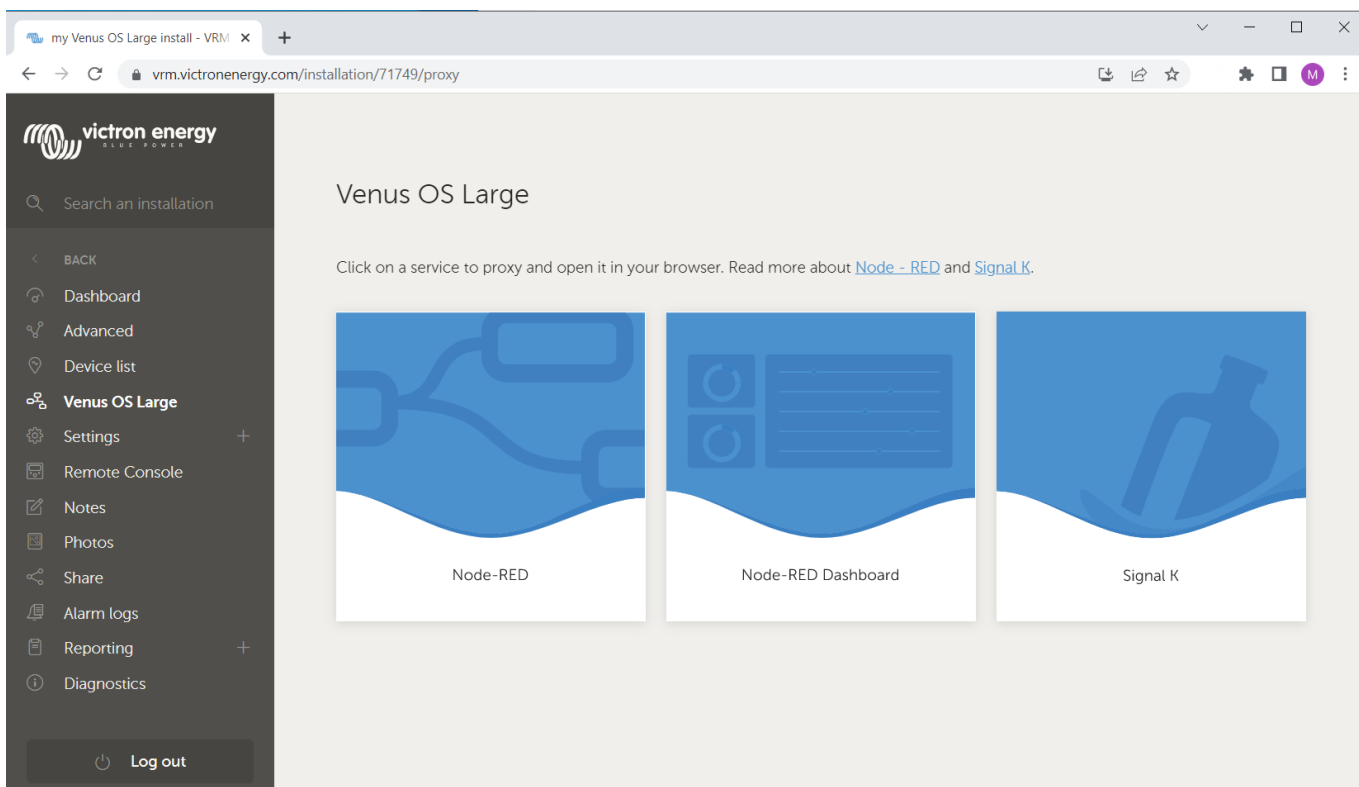 my Venus OS Large install - VRM
vrm.victronenergy.com/installation/71749/proxy
M
victron energy
BLUE POWER
Search an installation
BACK
Dashboard
Advanced
Device list
Venus OS Large
Settings
Remote Console
Notes
Photos
Share
Alarm logs
Reporting
Diagnostics
Log out
Venus OS Large
Click on a service to proxy and open it in your browser. Read more about Node - RED and Signal K.
Node-RED
Node-RED Dashboard
Signal K